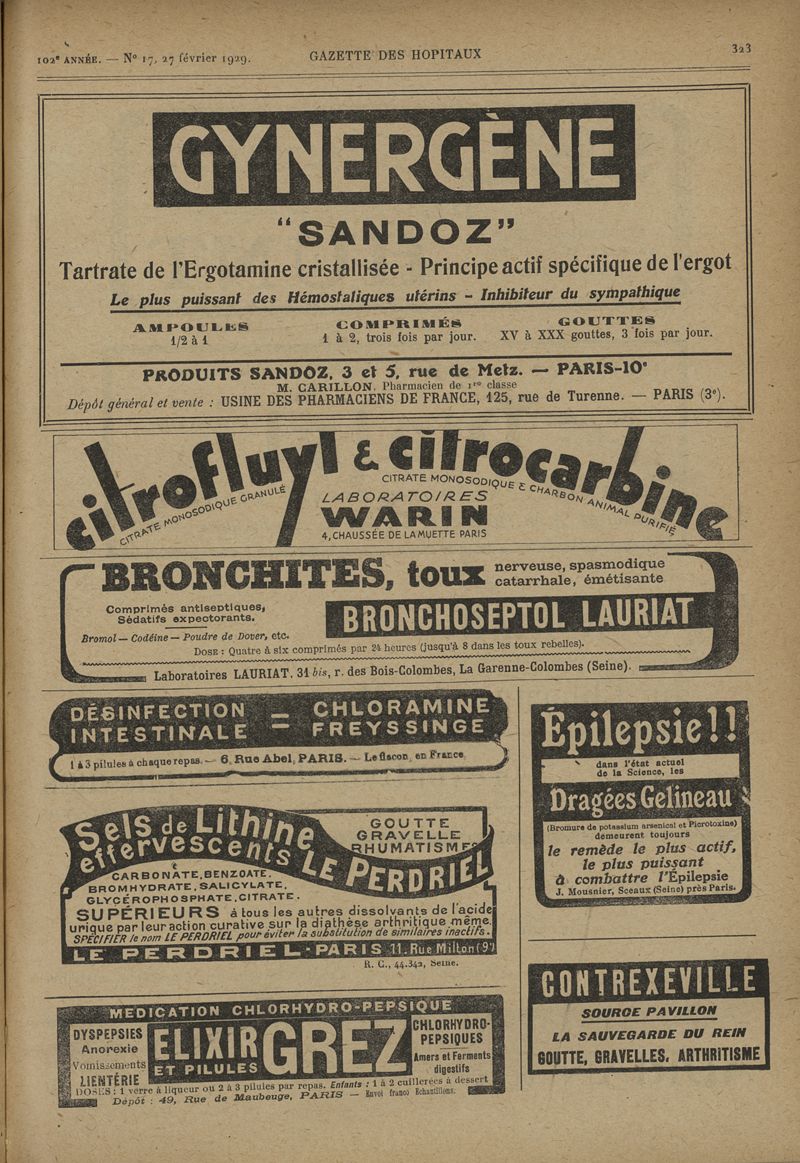 102e ANNÉE. — No 17, 27 février 1929.
GAZETTE DES HOPITAUX
323
GYNERGÈNE
"SANDOZ"
Tartrate de l'Ergotamine cristallisée - Principe actif spécifique de l'ergot
Le plus puissant des Hémostatiques utérins - Inhibiteur du sympathique
AMPOULES
1/2 à 1
COMPRIMÉS
1 à 2, trois fois par jour.
GOUTTES
XV à XXX gouttes, 3 fois par jour.
PRODUITS SANDOZ, 3 et 5, rue de Metz. — PARIS-10e
M. CARILLON, Pharmacien de 1re classe
Dépôt général et vente : USINE DES PHARMACIENS DE FRANCE, 125, rue de Turenne. — PARIS (3e).
citrofluyl & citrocarbine
CITRATE MONOSODIQUE GRANULÉ
CITRATE MONOSODIQUE & CHARBON ANIMAL PURIFIÉ
LABORATOIRES
WARIN
4, CHAUSSÉE DE LA MUETTE PARIS
BRONCHITES, toux nerveuse, spasmodique
catarrhale, émétisante
Comprimés antiseptiques,
Sédatifs expectorants.
BRONCHOSEPTOL LAURIAT
Bromol — Codéine — Poudre de Dover, etc.
DOSE : Quatre à six comprimés par 24 heures (jusqu'à 8 dans les toux rebelles).
Laboratoires LAURIAT. 31 bis, r. des Bois-Colombes, La Garenne-Colombes (Seine).
DÉSINFECTION INTESTINALE = CHLORAMINE FREYSSINGE
1 à 3 pilules à chaque repas. — 6, Rue Abel, PARIS. — Le flacon, en France
Épilepsie!!
dans l'état actuel
de la Science, les
Dragées Gelineau
(Bromure de potassium arsenical et Picrotoxine)
demeurent toujours
le remède le plus actif,
le plus puissant
à combattre l'Épilepsie
J. Mousnier, Sceaux (Seine) près Paris.
Sels de Lithine
effervescents LE PERDRIEL
GOUTTE
GRAVELLE
RHUMATISMES
CARBONATE, BENZOATE.
BROMHYDRATE, SALICYLATE,
GLYCÉROPHOSPHATE, CITRATE.
SUPÉRIEURS à tous les autres dissolvants de l'acide
urique par leur action curative sur la diathèse arthritique même.
SPÉCIFIER le nom LE PERDRIEL pour éviter la substitution de similaires inactifs.
LE PERDRIEL - PARIS 11, Rue Milton (9e)
R. C., 44.342, Seine.
CONTREXEVILLE
SOURCE PAVILLON
LA SAUVEGARDE DU REIN
GOUTTE, GRAVELLES, ARTHRITISME
MEDICATION CHLORHYDRO-PEPSIQUE
DYSPEPSIES
Anorexie
Vomissements
LIENTÉRIE
ELIXIR GREZ
ET PILULES
CHLORHYDRO-
PEPSIQUES
Amers et Ferments
digestifs
DOSES : 1 verre à liqueur ou 2 à 3 pilules par repas. Enfants : 1 à 2 cuillerées à dessert
Dépôt : 49, Rue de Maubeuge, PARIS — Envoi franco Echantillons.